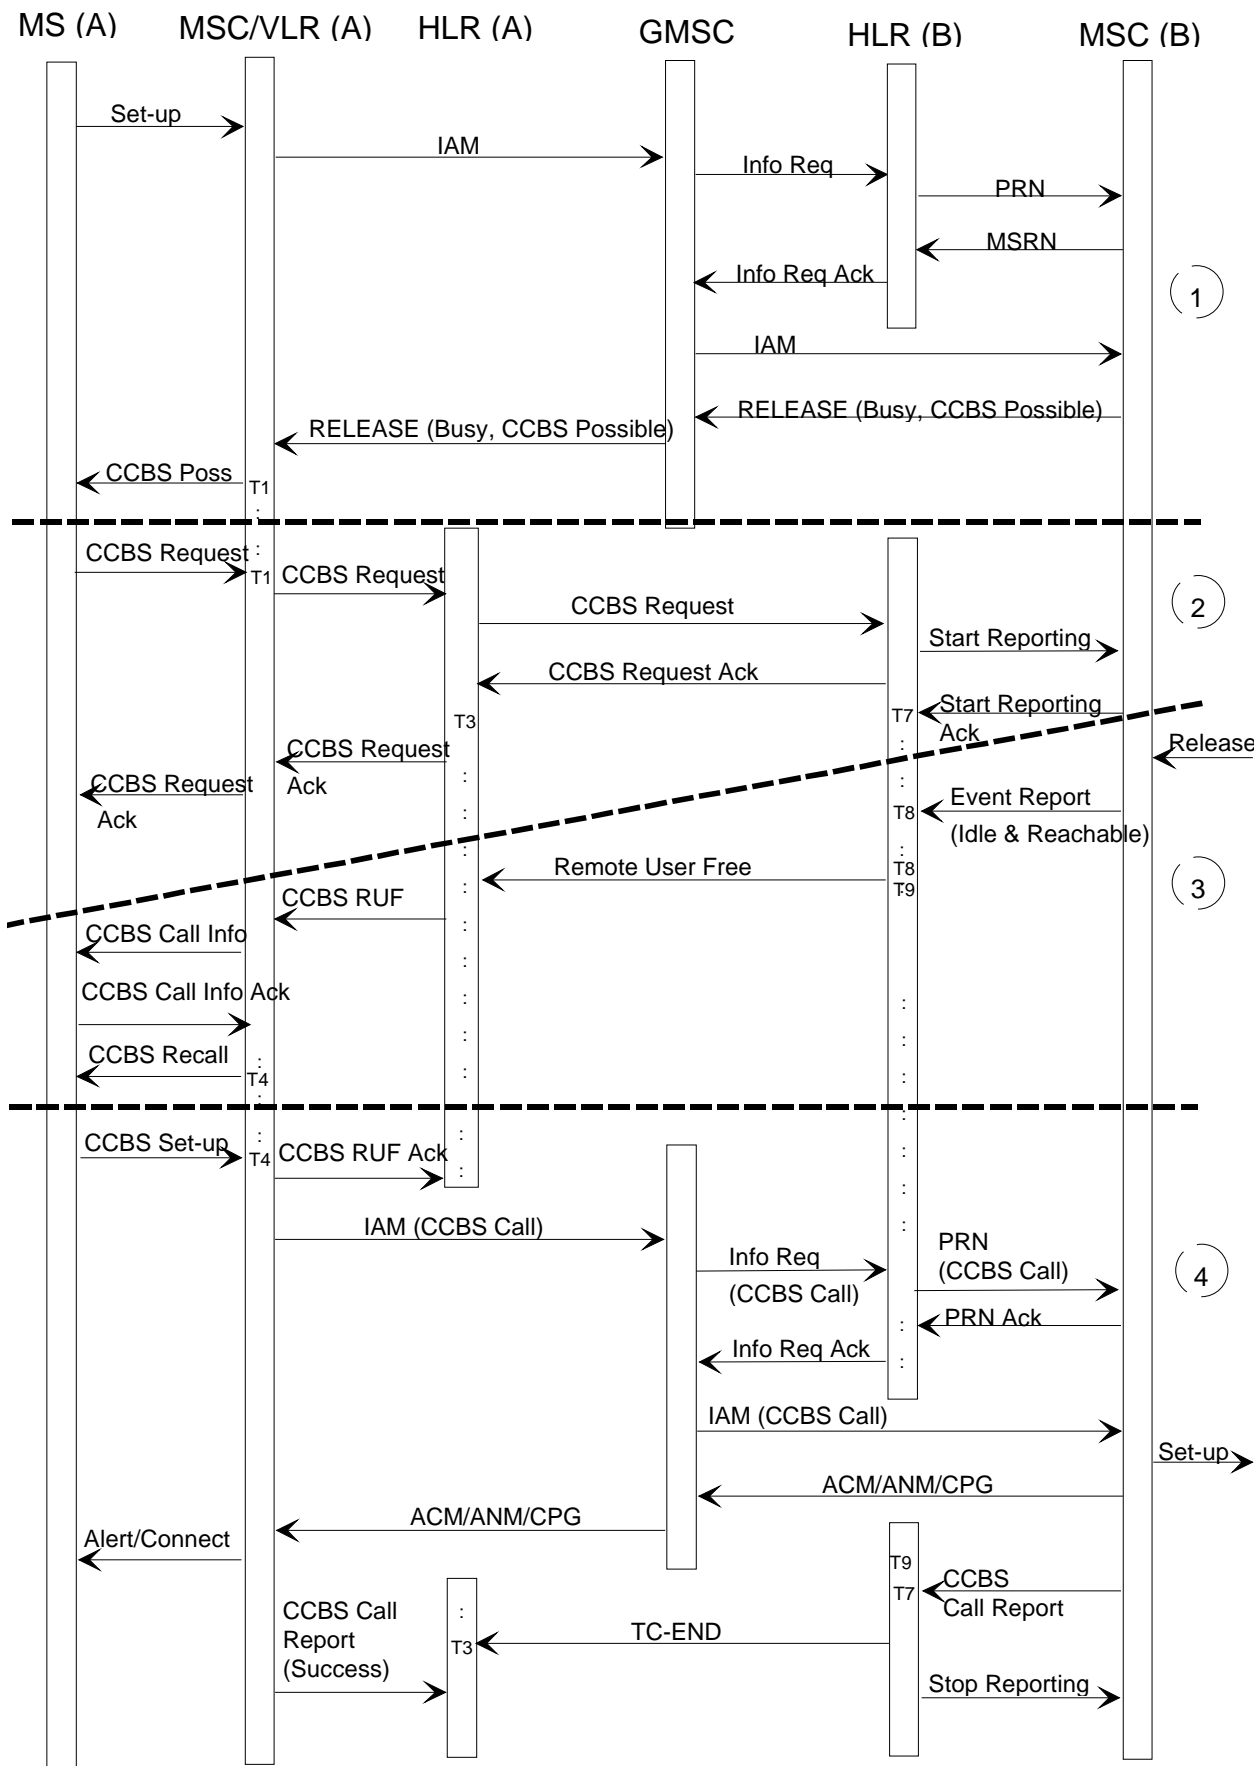 MS (A) MSC/VLR (A) HLR (A) GMSC HLR (B) MSC (B)
Set-up
IAM
Info Req
PRN
MSRN
Info Req Ack
1
IAM
RELEASE (Busy, CCBS Possible)
RELEASE (Busy, CCBS Possible)
CCBS Poss
T1
CCBS Request
T1
CCBS Request
CCBS Request
2
Start Reporting
CCBS Request Ack
T3
T7
Start Reporting
Ack
CCBS Request
Ack
Release
CCBS Request
Ack
T8
Event Report
(Idle & Reachable)
Remote User Free
T8
T9
3
CCBS RUF
CCBS Call Info
CCBS Call Info Ack
CCBS Recall
T4
CCBS Set-up
T4
CCBS RUF Ack
IAM (CCBS Call)
Info Req
(CCBS Call)
PRN
(CCBS Call)
4
PRN Ack
Info Req Ack
IAM (CCBS Call)
Set-up
ACM/ANM/CPG
ACM/ANM/CPG
Alert/Connect
T9
T7
CCBS
Call Report
CCBS Call
Report
(Success)
T3
TC-END
Stop Reporting